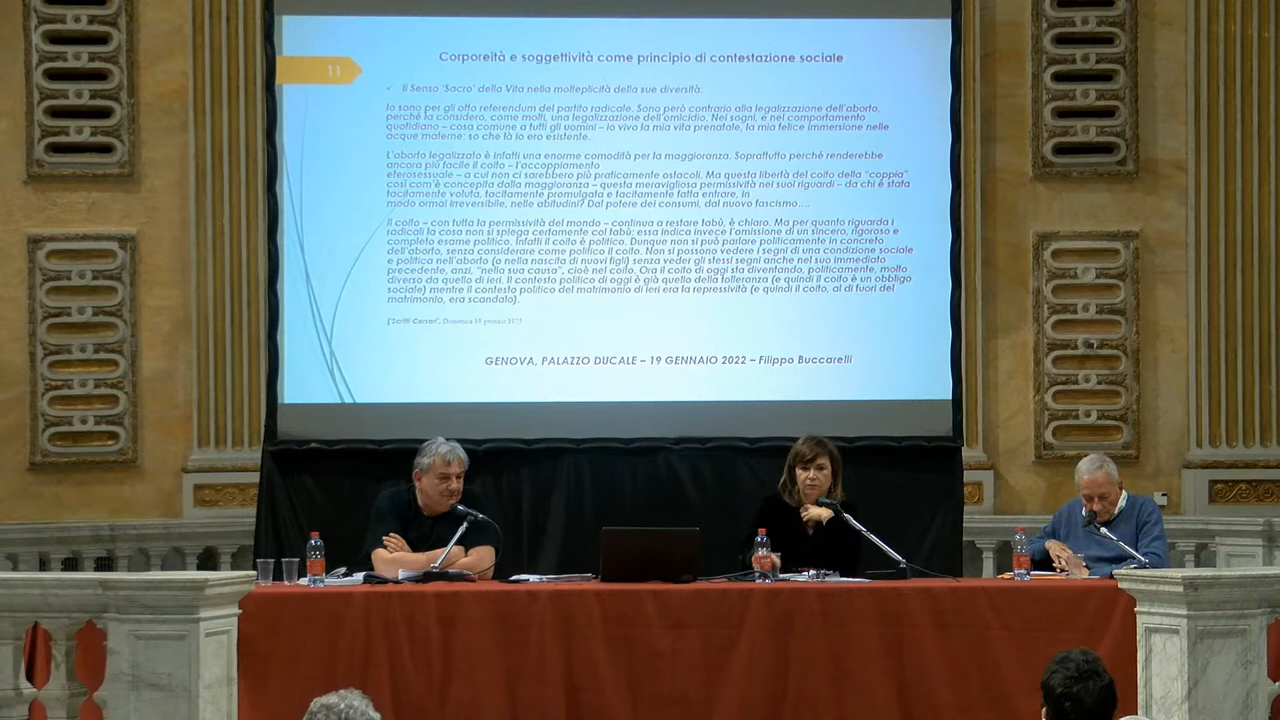 Corporeità e soggettività come principio di contestazione sociale
11
✓ Il Senso 'Sacro' della Vita nella molteplicità della sue diversità:
Io sono per gli otto referendum del partito radicale. Sono però contrario alla legalizzazione dell'aborto,
perché la considero, come molti, una legalizzazione dell'omicidio. Nei sogni, e nel comportamento
quotidiano – cosa comune a tutti gli uomini – io vivo la mia vita prenatale, la mia felice immersione nelle
acque materne: so che là io ero esistente.
L'aborto legalizzato è infatti una enorme comodità per la maggioranza. Soprattutto perché renderebbe
ancora più facile il coito – l'accoppiamento
eterosessuale – a cui non ci sarebbero più praticamente ostacoli. Ma questa libertà del coito della "coppia"
così com'è concepita dalla maggioranza – questa meravigliosa permissività nei suoi riguardi – da chi è stata
tacitamente voluta, tacitamente promulgata e tacitamente fatta entrare, in
modo ormai irreversibile, nelle abitudini? Dal potere dei consumi, dal nuovo fascismo....
Il coito – con tutta la permissività del mondo – continua a restare tabù, è chiaro. Ma per quanto riguarda i
radicali la cosa non si spiega certamente col tabù: essa indica invece l'omissione di un sincero, rigoroso e
completo esame politico. Infatti il coito è politico. Dunque non si può parlare politicamente in concreto
dell'aborto, senza considerare come politico il coito. Non si possono vedere i segni di una condizione sociale
e politica nell'aborto (o nella nascita di nuovi figli) senza veder gli stessi segni anche nel suo immediato
precedente, anzi, "nella sua causa", cioè nel coito. Ora il coito di oggi sta diventando, politicamente, molto
diverso da quello di ieri. Il contesto politico di oggi è già quello della tolleranza (e quindi il coito è un obbligo
sociale) mentre il contesto politico del matrimonio di ieri era la repressività (e quindi il coito, al di fuori del
matrimonio, era scandalo).
("Scritti Corsari", Domenica 19 gennaio 1975
GENOVA, PALAZZO DUCALE – 19 GENNAIO 2022 – Filippo Buccarelli